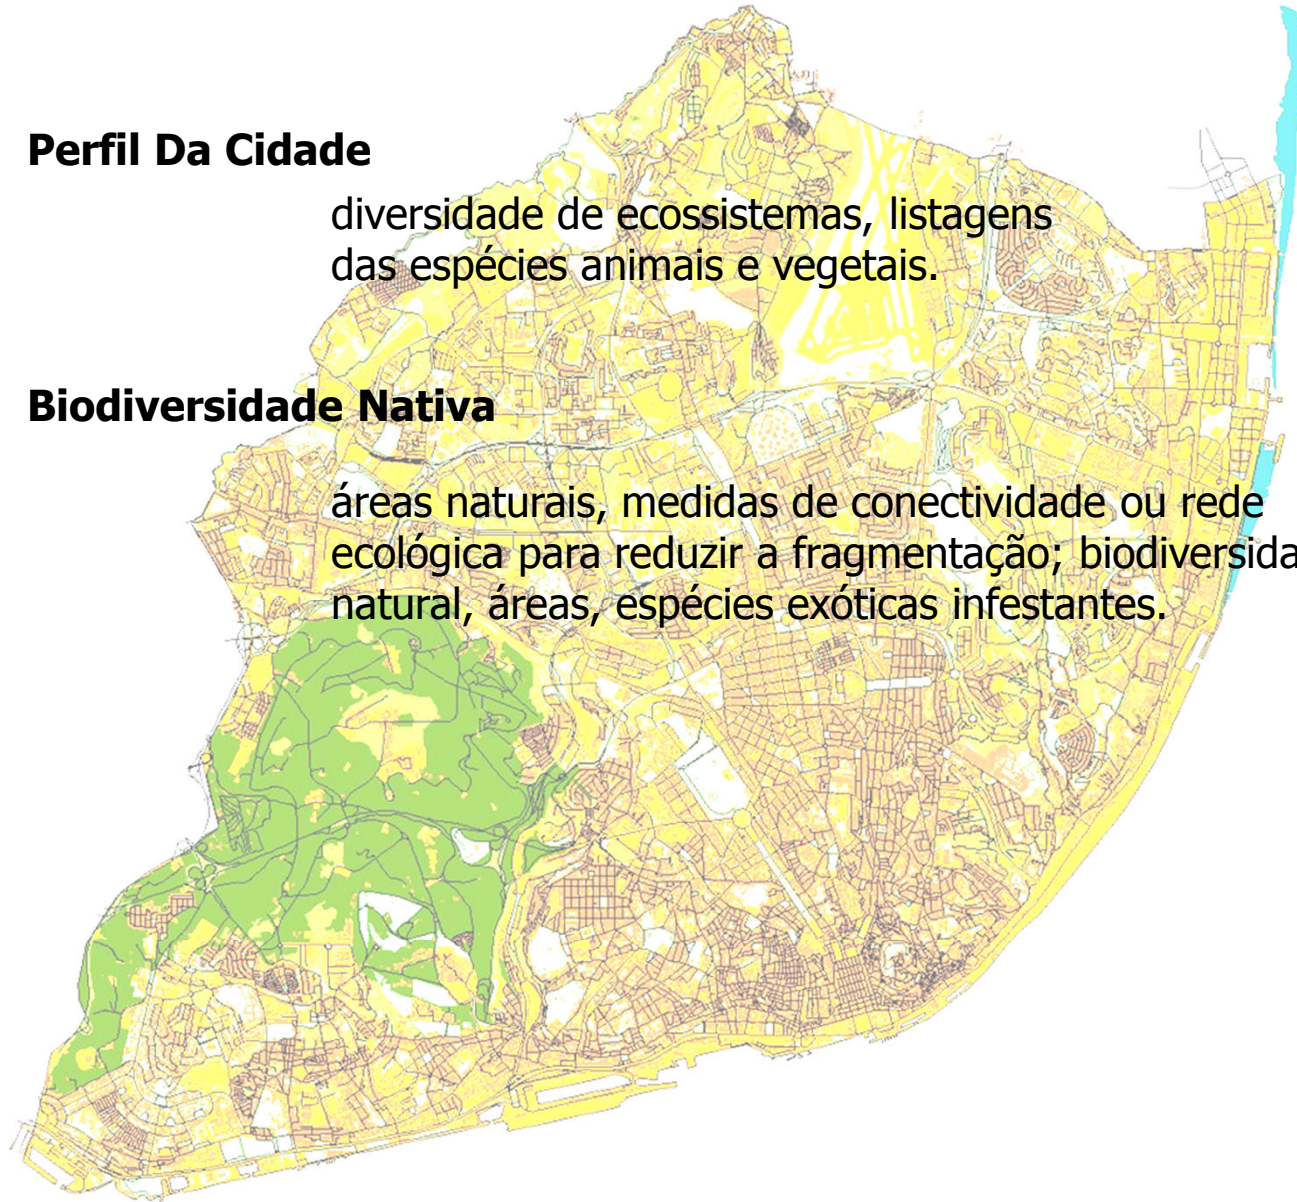 Perfil Da Cidade
diversidade de ecossistemas, listagens
das espécies animais e vegetais.
Biodiversidade Nativa
áreas naturais, medidas de conectividade ou rede
ecológica para reduzir a fragmentação; biodiversida
natural, áreas, espécies exóticas infestantes.